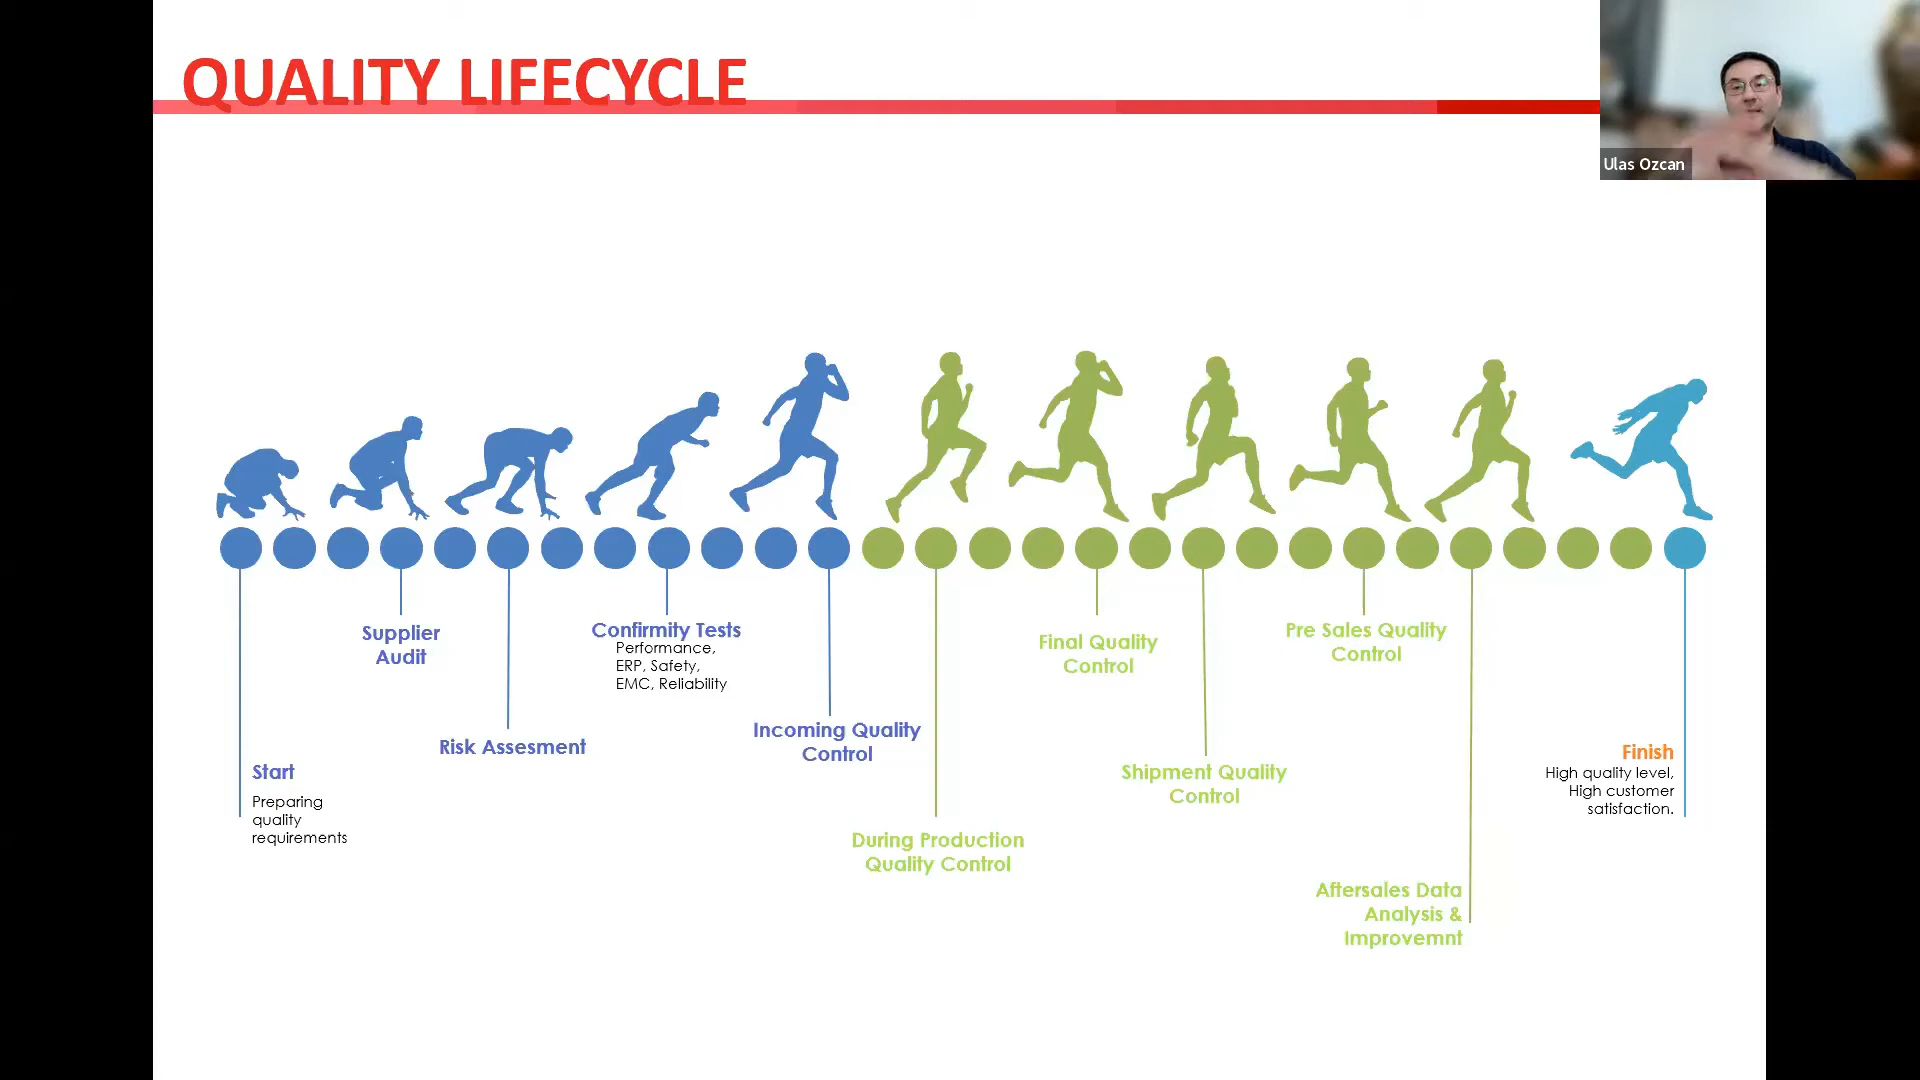 QUALITY LIFECYCLE
Ulas Ozcan
Start
Preparing
quality
requirements
Supplier
Audit
Risk Assesment
Confirmity Tests
Performance,
ERP, Safety,
EMC, Reliability
Incoming Quality
Control
During Production
Quality Control
Final Quality
Control
Shipment Quality
Control
Pre Sales Quality
Control
Aftersales Data
Analysis &
Improvemnt
Finish
High quality level,
High customer
satisfaction.